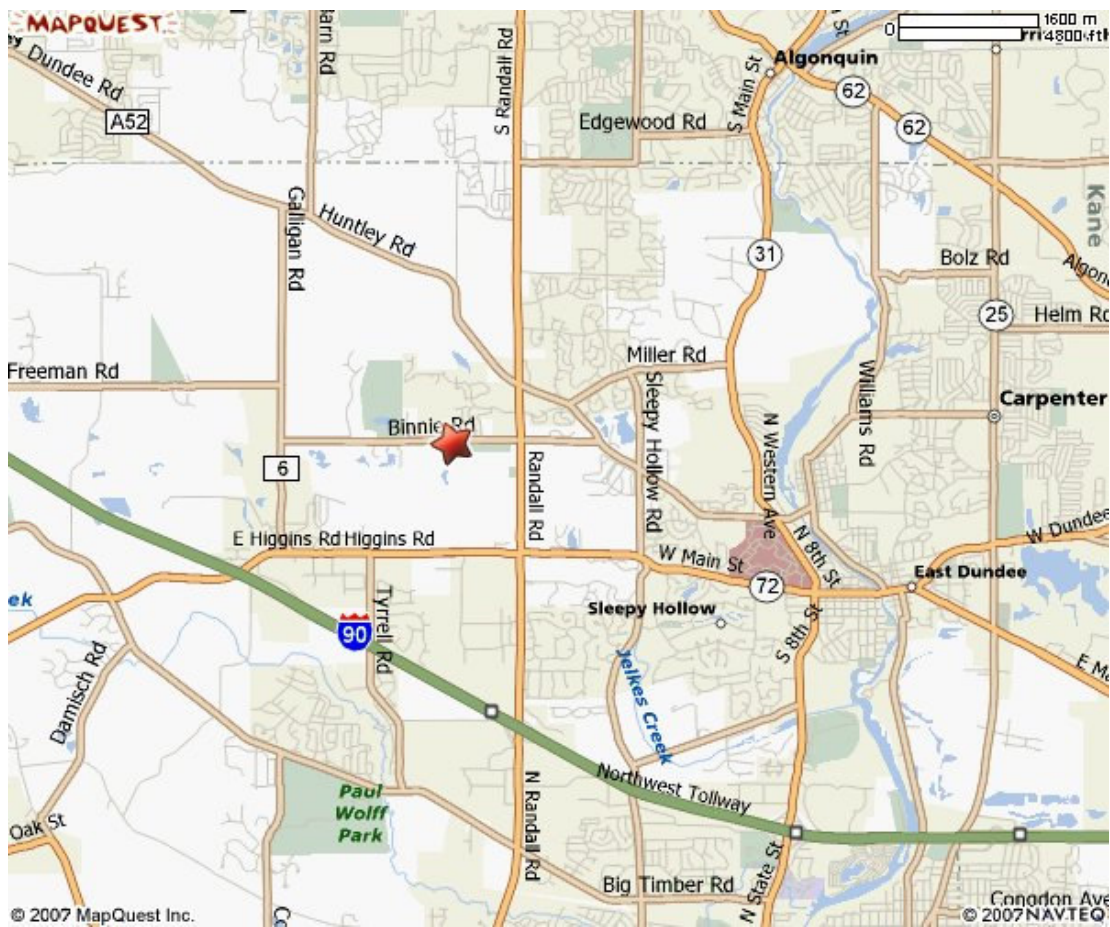 MAPQUEST
1600 m
0
4800 ft
Dundee Rd
A52
S Randall Rd
S Main St
Algonquin
62
62
Edgewood Rd
Galligan Rd
Huntley Rd
Kane
31
Bolz Rd
25
Helm Rd
Miller Rd
Freeman Rd
Sleepy Hollow Rd
Williams Rd
Carpenter
Binnie Rd
N Western Ave
6
Randall Rd
E Higgins Rd
Higgins Rd
W Main St
N 8th St
W Dundee
72
East Dundee
Tyrrell Rd
90
Sleepy Hollow
S 8th St
Jelkes Creek
Damisch Rd
Northwest Tollway
N Randall Rd
Paul
Wolff
Park
Oak St
Big Timber Rd
N State St
Congdon Ave
© 2007 MapQuest Inc.
© 2007 NAVTEQ